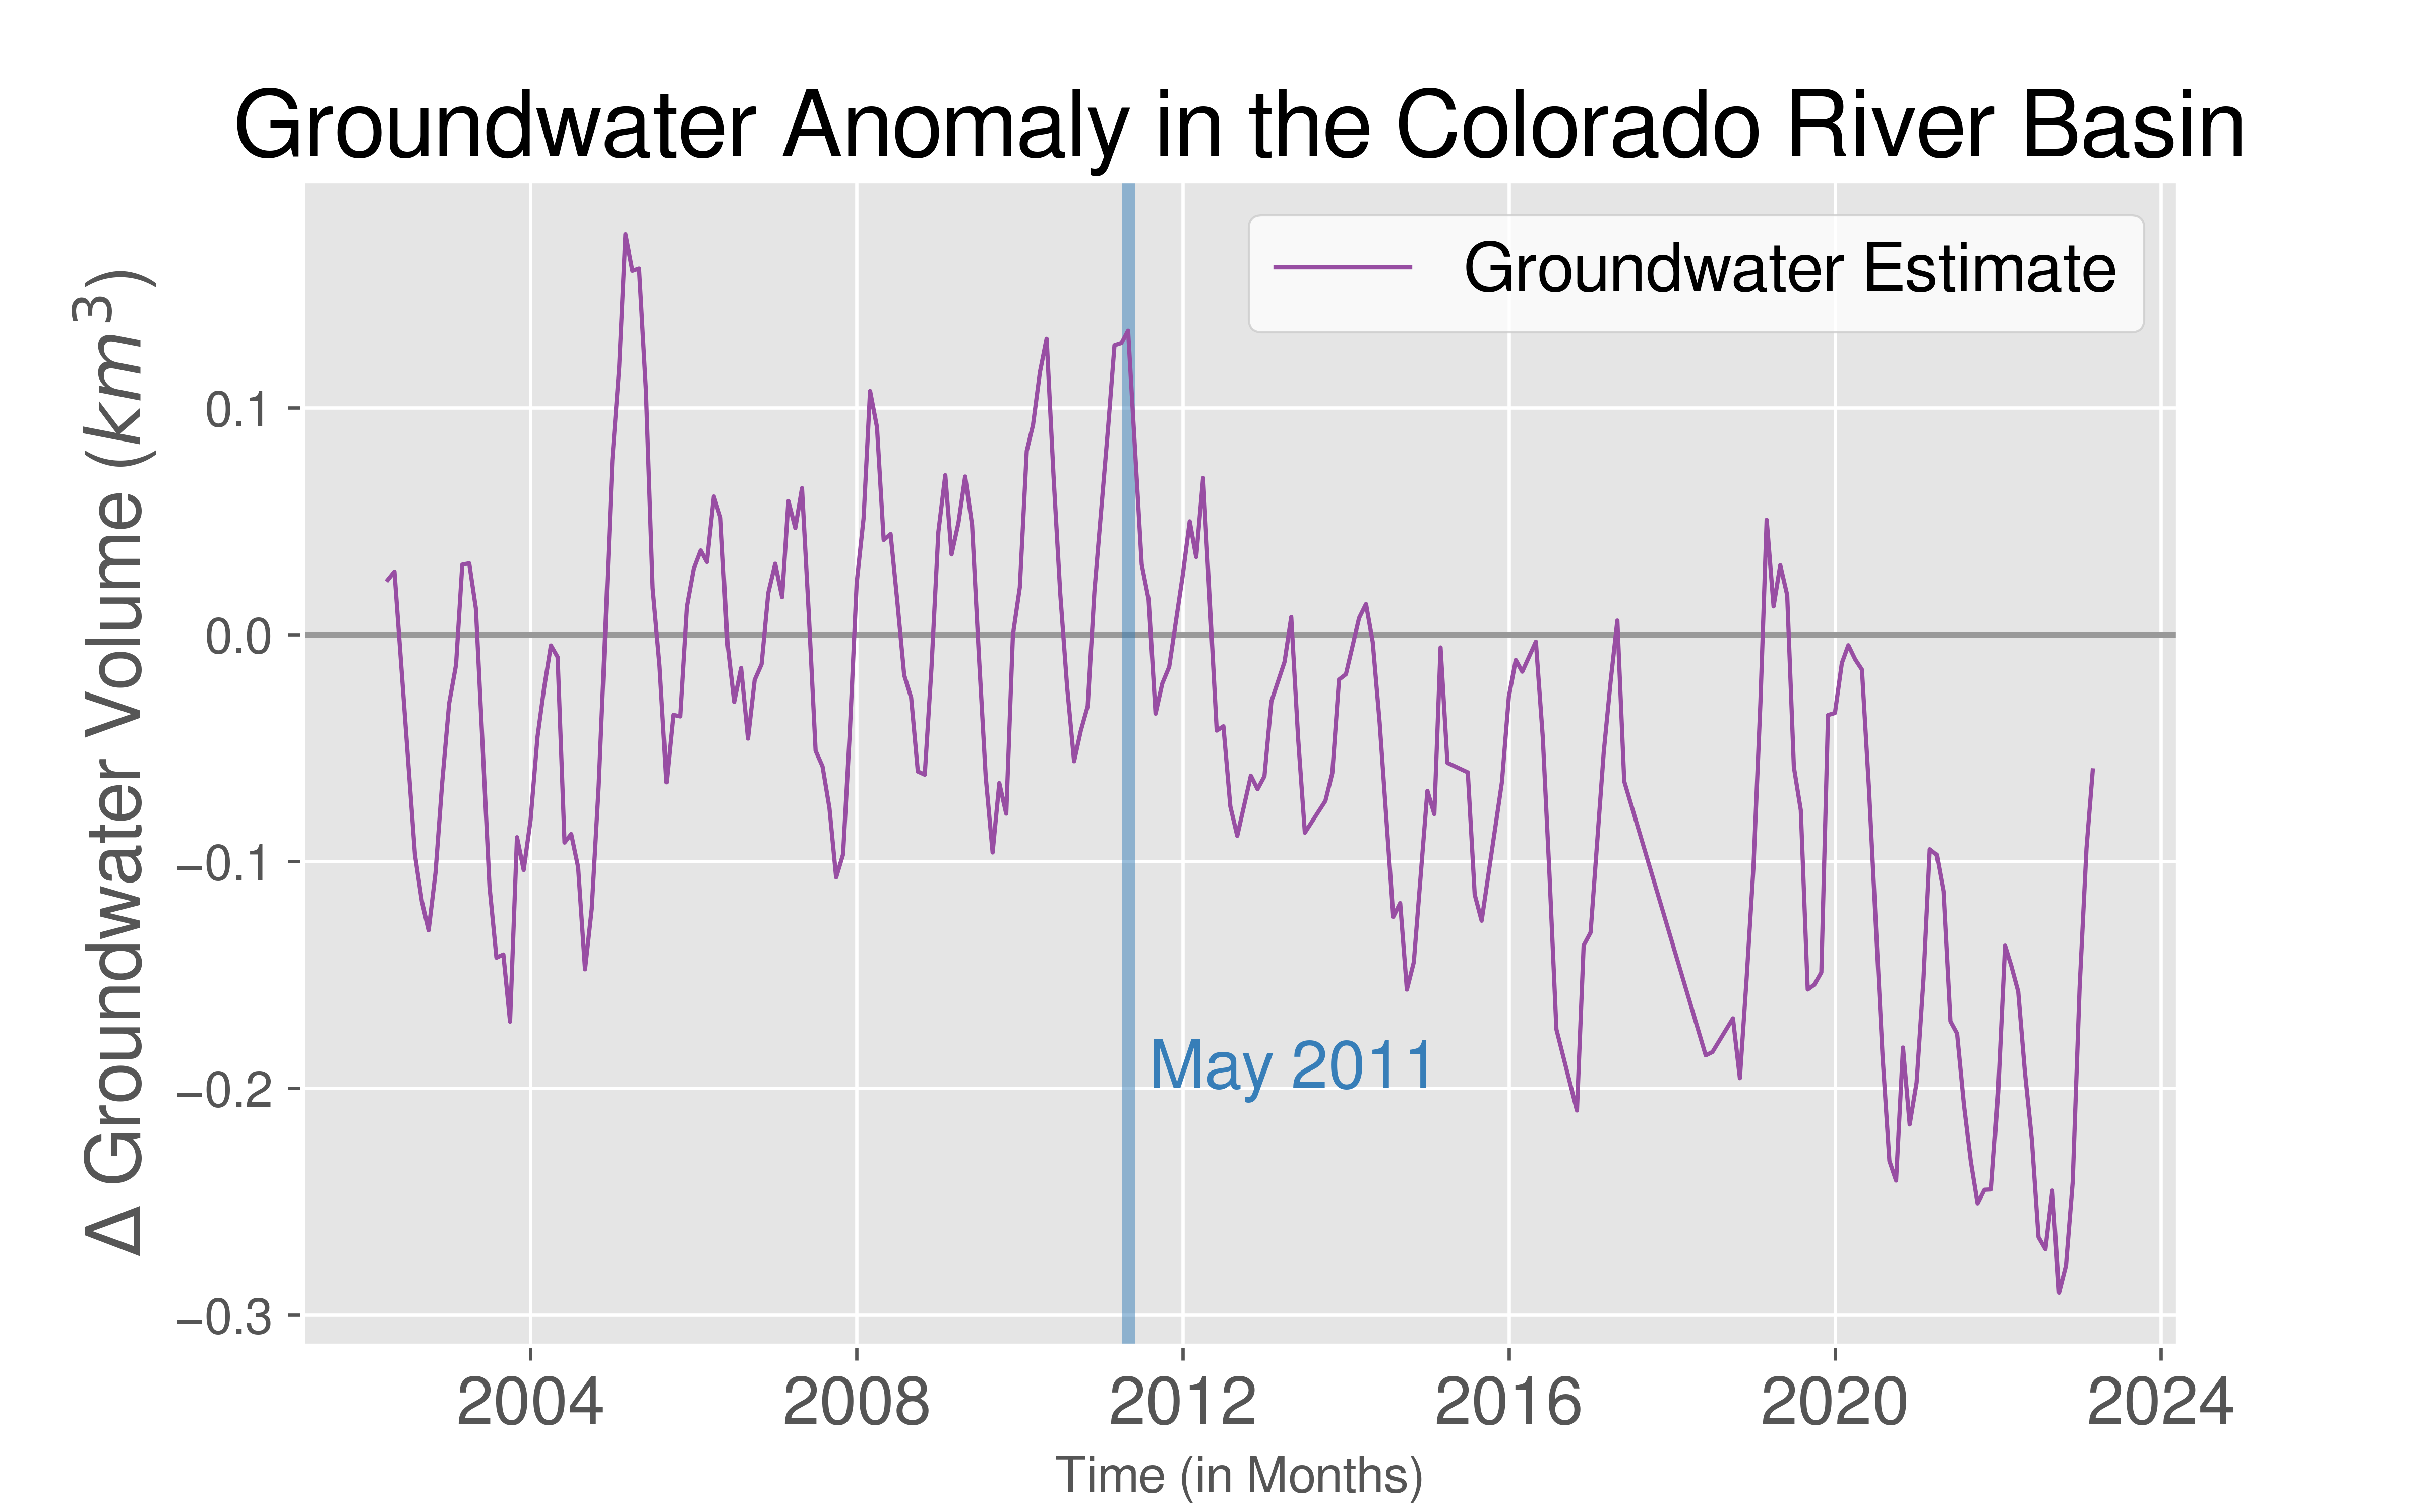 Groundwater Anomaly in the Colorado River Basin
Groundwater Estimate
Δ Groundwater Volume (km³)
0.1
0.0
−0.1
−0.2
−0.3
May 2011
2004 2008 2012 2016 2020 2024
Time (in Months)